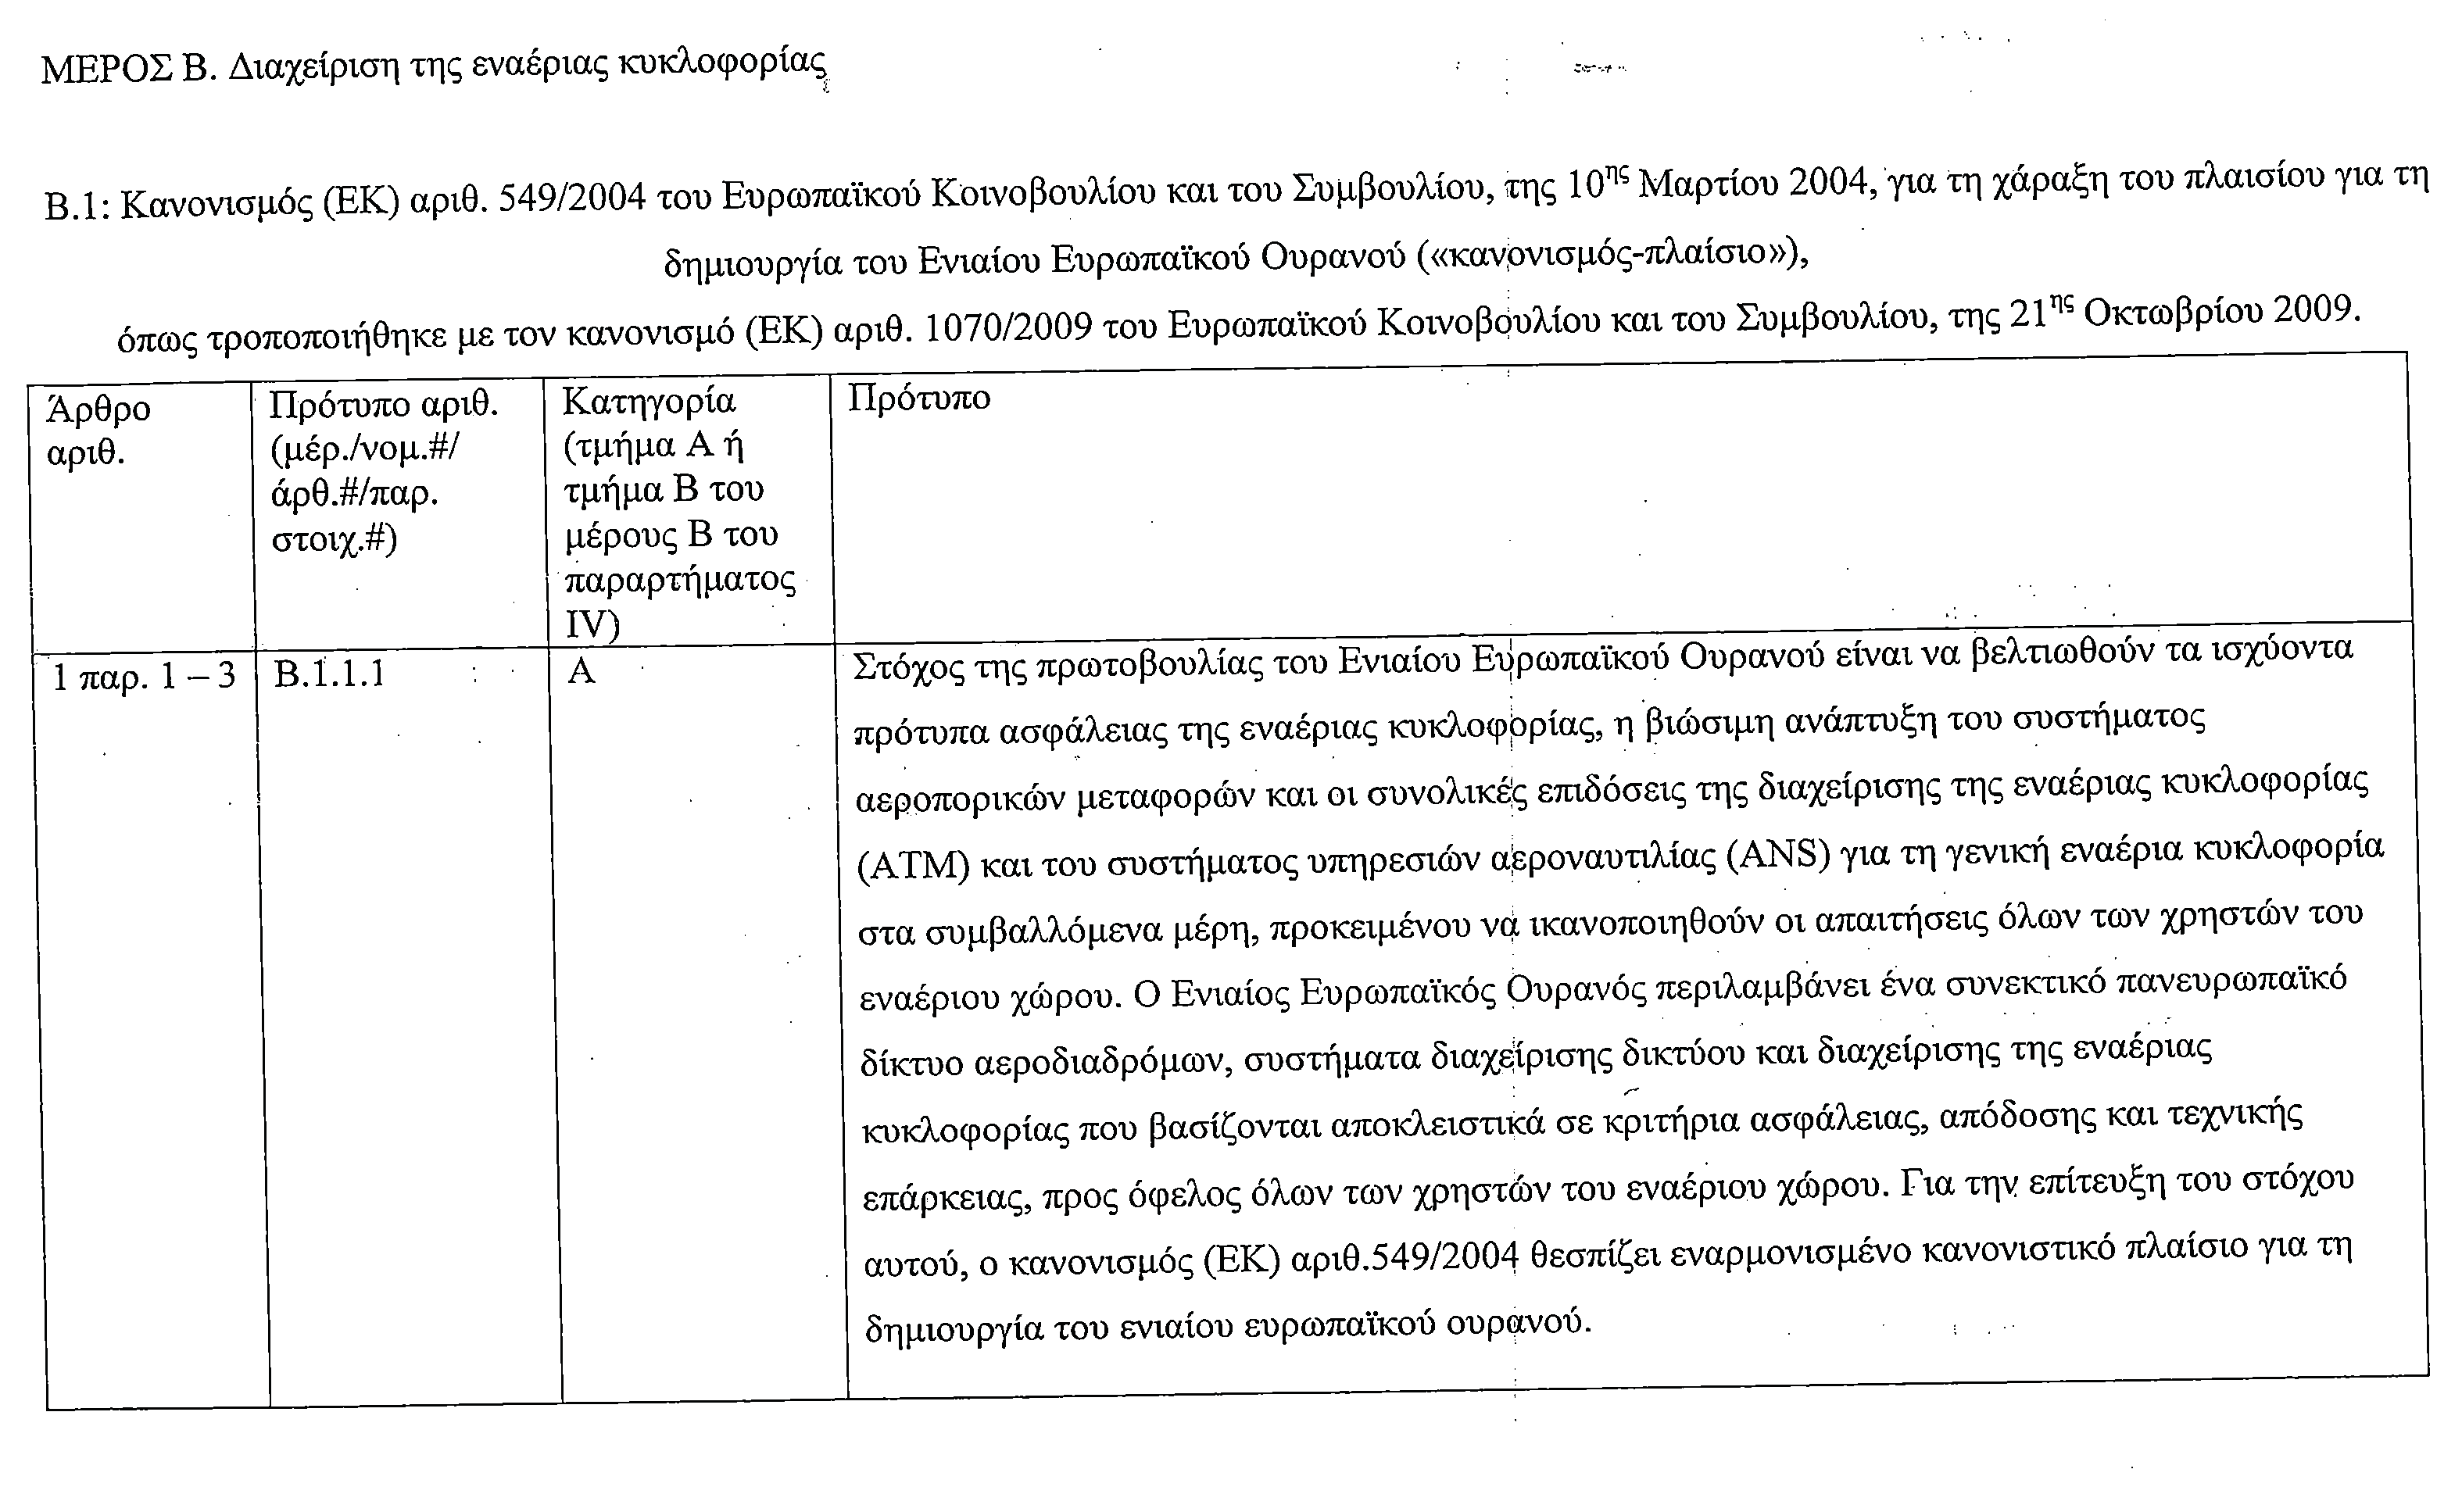 ΜΕΡΟΣ Β. Διαχείριση της εναέριας κυκλοφορίας
Β.1: Κανονισμός (ΕΚ) αριθ. 549/2004 του Ευρωπαϊκού Κοινοβουλίου και του Συμβουλίου, της 10ης Μαρτίου 2004, για τη χάραξη του πλαισίου για τη
δημιουργία του Ενιαίου Ευρωπαϊκού Ουρανού («κανονισμός-πλαίσιο»),
όπως τροποποιήθηκε με τον κανονισμό (ΕΚ) αριθ. 1070/2009 του Ευρωπαϊκού Κοινοβουλίου και του Συμβουλίου, της 21ης Οκτωβρίου 2009.
Άρθρο
αριθ.
Πρότυπο αριθ.
(μέρ./νομ.#/
άρθ.#/παρ.
στοιχ.#)
Κατηγορία
(τμήμα Α ή
τμήμα Β του
μέρους Β του
παραρτήματος
IV)
Πρότυπο
1 παρ. 1 – 3
Β.1.1.1
Α
Στόχος της πρωτοβουλίας του Ενιαίου Ευρωπαϊκού Ουρανού είναι να βελτιωθούν τα ισχύοντα
πρότυπα ασφάλειας της εναέριας κυκλοφορίας, η βιώσιμη ανάπτυξη του συστήματος
αεροπορικών μεταφορών και οι συνολικές επιδόσεις της διαχείρισης της εναέριας κυκλοφορίας
(ATM) και του συστήματος υπηρεσιών αεροναυτιλίας (ANS) για τη γενική εναέρια κυκλοφορία
στα συμβαλλόμενα μέρη, προκειμένου να ικανοποιηθούν οι απαιτήσεις όλων των χρηστών του
εναέριου χώρου. Ο Ενιαίος Ευρωπαϊκός Ουρανός περιλαμβάνει ένα συνεκτικό πανευρωπαϊκό
δίκτυο αεροδιαδρόμων, συστήματα διαχείρισης δικτύου και διαχείρισης της εναέριας
κυκλοφορίας που βασίζονται αποκλειστικά σε κριτήρια ασφάλειας, απόδοσης και τεχνικής
επάρκειας, προς όφελος όλων των χρηστών του εναέριου χώρου. Για την επίτευξη του στόχου
αυτού, ο κανονισμός (ΕΚ) αριθ.549/2004 θεσπίζει εναρμονισμένο κανονιστικό πλαίσιο για τη
δημιουργία του ενιαίου ευρωπαϊκού ουρανού.